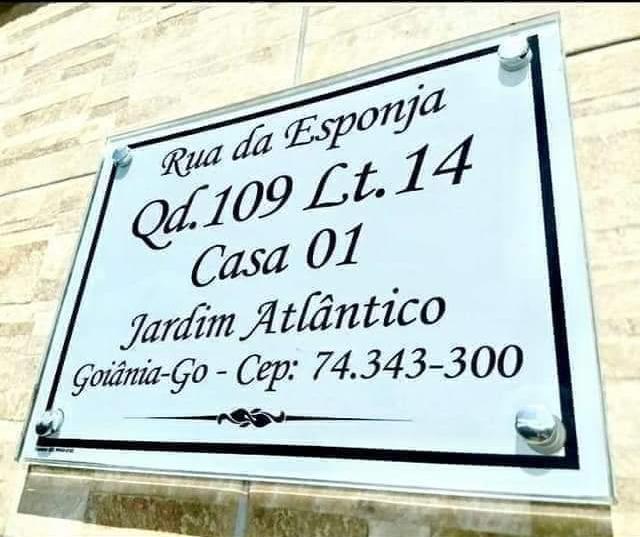 Rua da Esponja
Qd.109 Lt.14
Casa 01
Jardim Atlântico
Goiânia-Go - Cep: 74.343-300